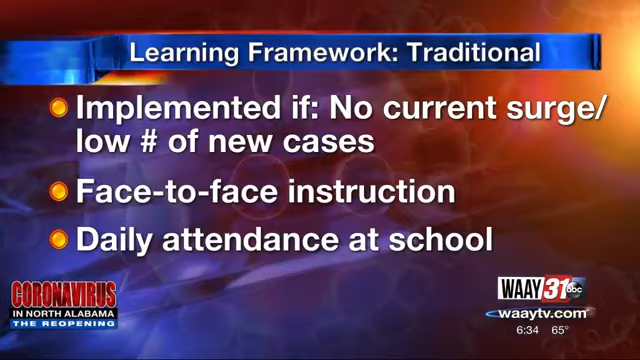 Learning Framework: Traditional
Implemented if: No current surge/
low # of new cases
Face-to-face instruction
Daily attendance at school
CORONAVIRUS
IN NORTH ALABAMA
THE REOPENING
WAAY 31 abc
waaytv.com
6:34 65°